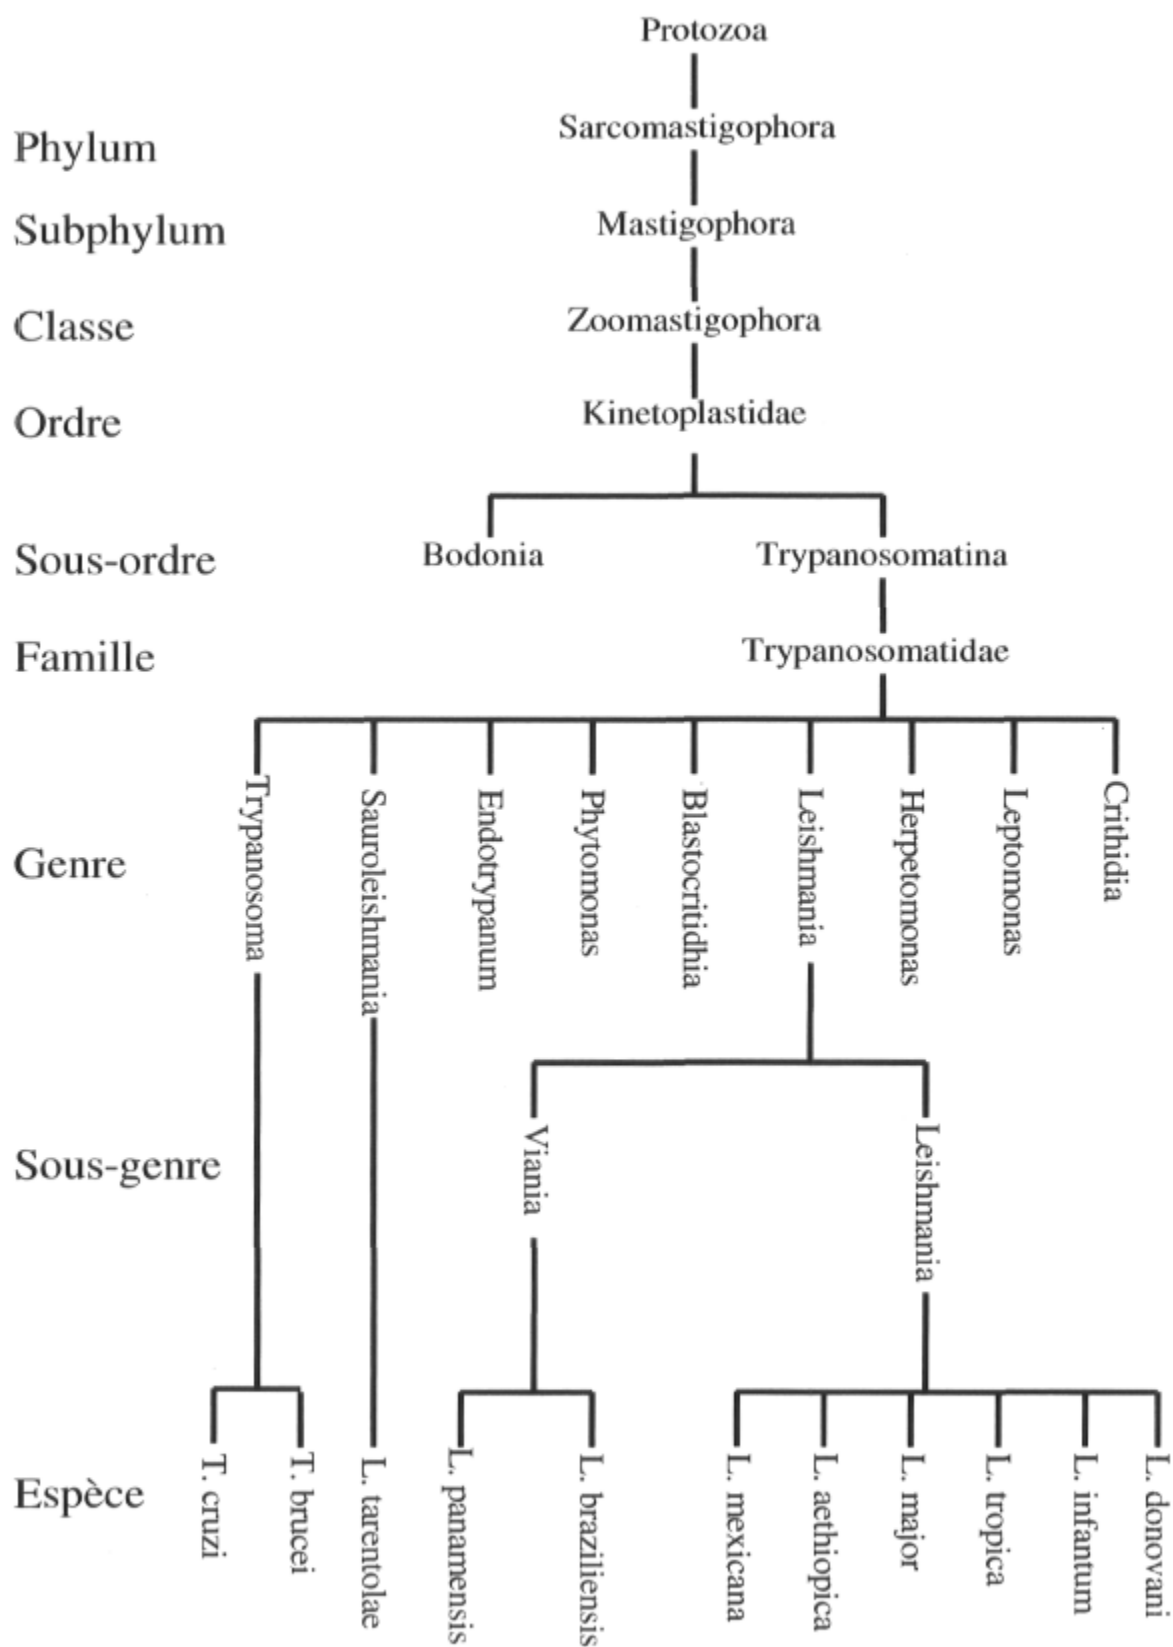 Protozoa
Phylum
Sarcomastigophora
Subphylum
Mastigophora
Classe
Zoomastigophora
Ordre
Kinetoplastidae
Sous-ordre
Bodonia
Trypanosomatina
Famille
Trypanosomatidae
Genre
Trypanosoma
Sauroleishmania
Endotrypanum
Phytomonas
Blastocritidhia
Leishmania
Herpetomonas
Leptomonas
Crithidia
Sous-genre
Viania
Leishmania
Espèce
T. cruzi
T. brucei
L. tarentolae
L. panamensis
L. braziliensis
L. mexicana
L. aethiopica
L. major
L. tropica
L. infantum
L. donovani